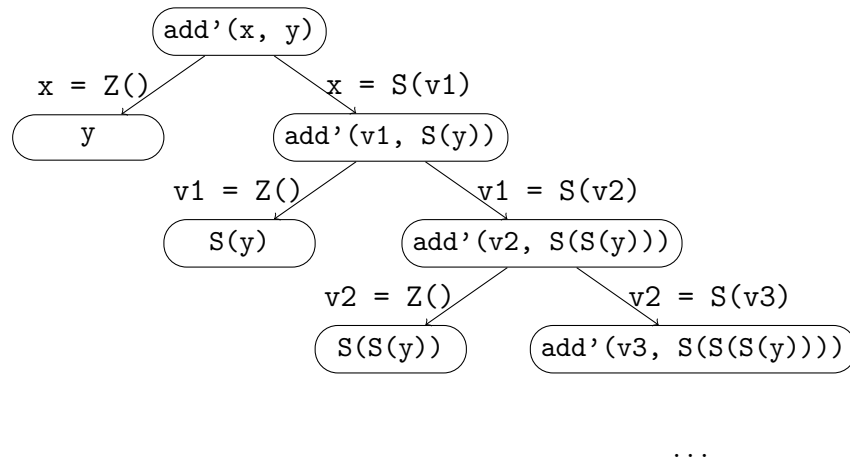 add’(x, y)
x = Z()
x = S(v1)
y
add’(v1, S(y))
v1 = Z()
v1 = S(v2)
S(y)
add’(v2, S(S(y)))
v2 = Z()
v2 = S(v3)
S(S(y))
add’(v3, S(S(S(y))))
...